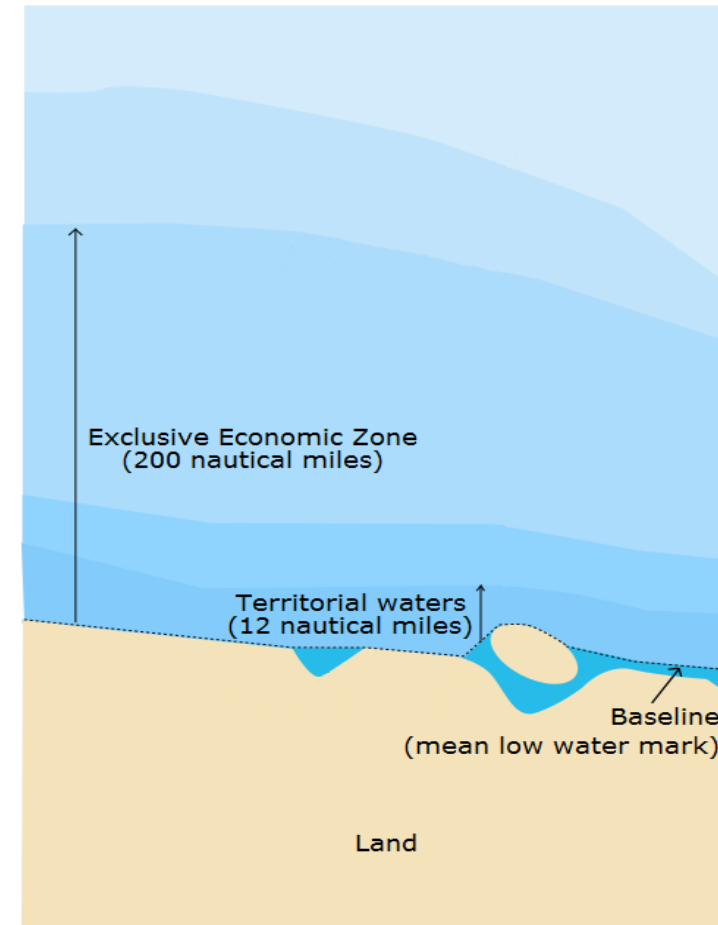 Exclusive Economic Zone
(200 nautical miles)
Territorial waters
(12 nautical miles)
Baseline
(mean low water mark)
Land